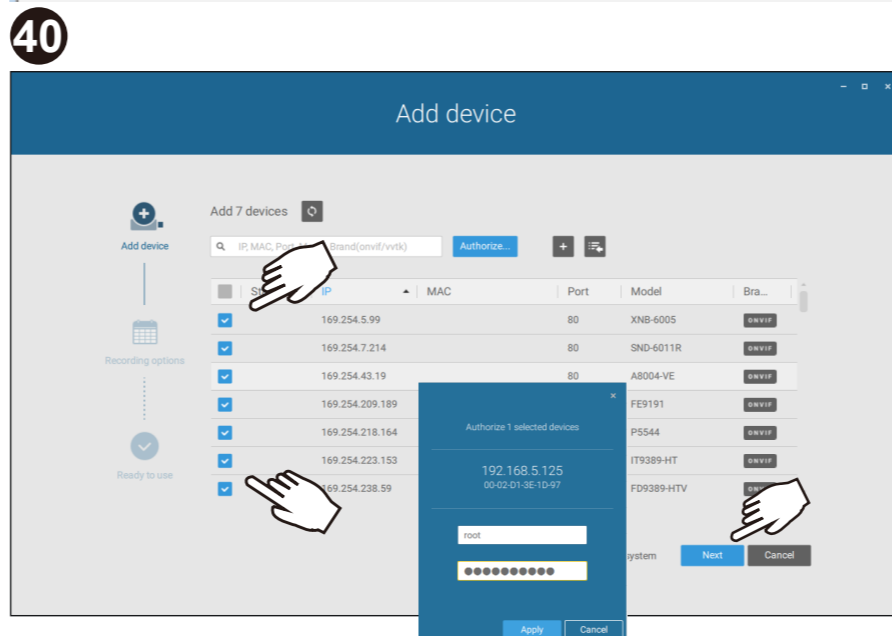 40
Add device
Add 7 devices
Add device
IP, MAC, Port, Brand(onvif/vvtk)
Authorize...
IP
MAC
Port
Model
Bra...
169.254.5.99
80
XNB-6005
ONVIF
169.254.7.214
80
SND-6011R
ONVIF
Recording options
169.254.43.19
80
A8004-VE
ONVIF
169.254.209.189
FE9191
ONVIF
Authorize 1 selected devices
169.254.218.164
P5544
ONVIF
169.254.223.153
IT9389-HT
ONVIF
192.168.5.125
Ready to use
00-02-D1-3E-1D-97
169.254.238.59
FD9389-HTV
root
system
Next
Cancel
Apply
Cancel